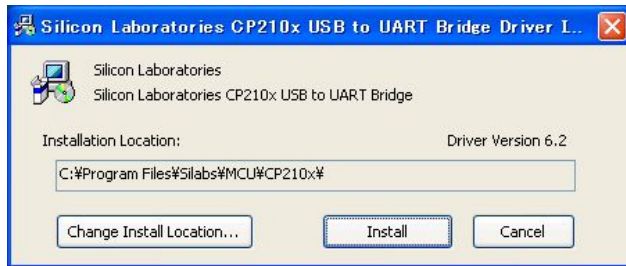 Silicon Laboratories CP210x USB to UART Bridge Driver I...
Silicon Laboratories
Silicon Laboratories CP210x USB to UART Bridge
Installation Location:
Driver Version 6.2
C:¥Program Files¥Silabs¥MCU¥CP210x¥
Change Install Location...
Install
Cancel